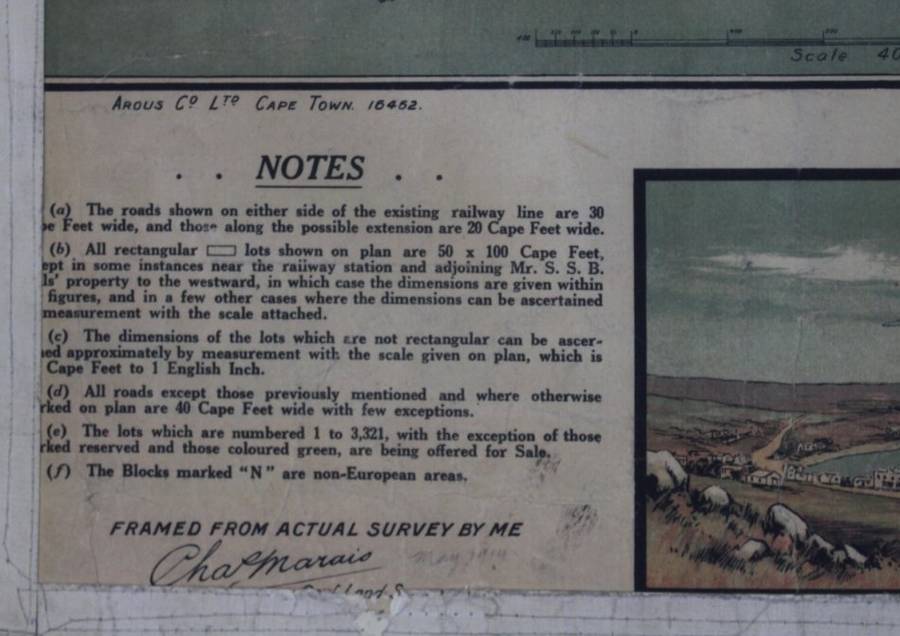 Scale 40
ARGUS Co LTD CAPE TOWN. 16462.
. . NOTES . .
(a) The roads shown on either side of the existing railway line are 30
pe Feet wide, and those along the possible extension are 20 Cape Feet wide.
(b) All rectangular lots shown on plan are 50 x 100 Cape Feet,
ept in some instances near the railway station and adjoining Mr. S. S. B.
ls' property to the westward, in which case the dimensions are given within
figures, and in a few other cases where the dimensions can be ascertained
measurement with the scale attached.
(c) The dimensions of the lots which are not rectangular can be ascer-
ed approximately by measurement with the scale given on plan, which is
Cape Feet to 1 English Inch.
(d) All roads except those previously mentioned and where otherwise
rked on plan are 40 Cape Feet wide with few exceptions.
(e) The lots which are numbered 1 to 3,321, with the exception of those
rked reserved and those coloured green, are being offered for Sale.
(f) The Blocks marked “N” are non-European areas.
FRAMED FROM ACTUAL SURVEY BY ME
Chas Marais